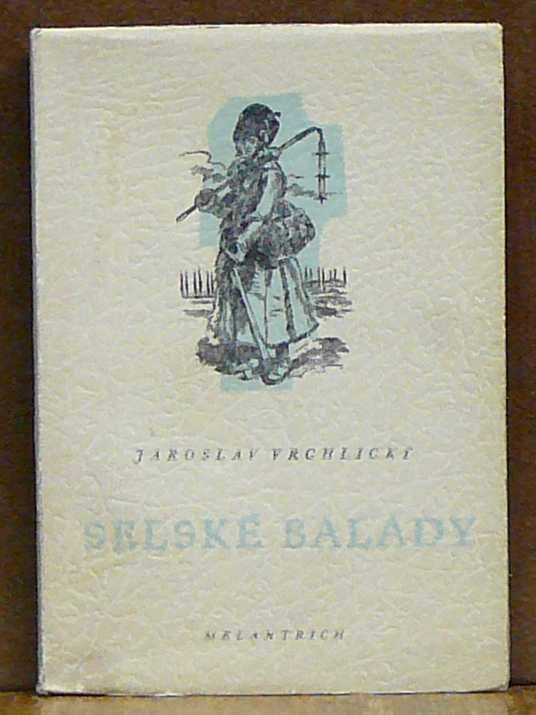 JAROSLAV VRCHLICKÝ
SELSKÉ BALADY
MELANTRICH